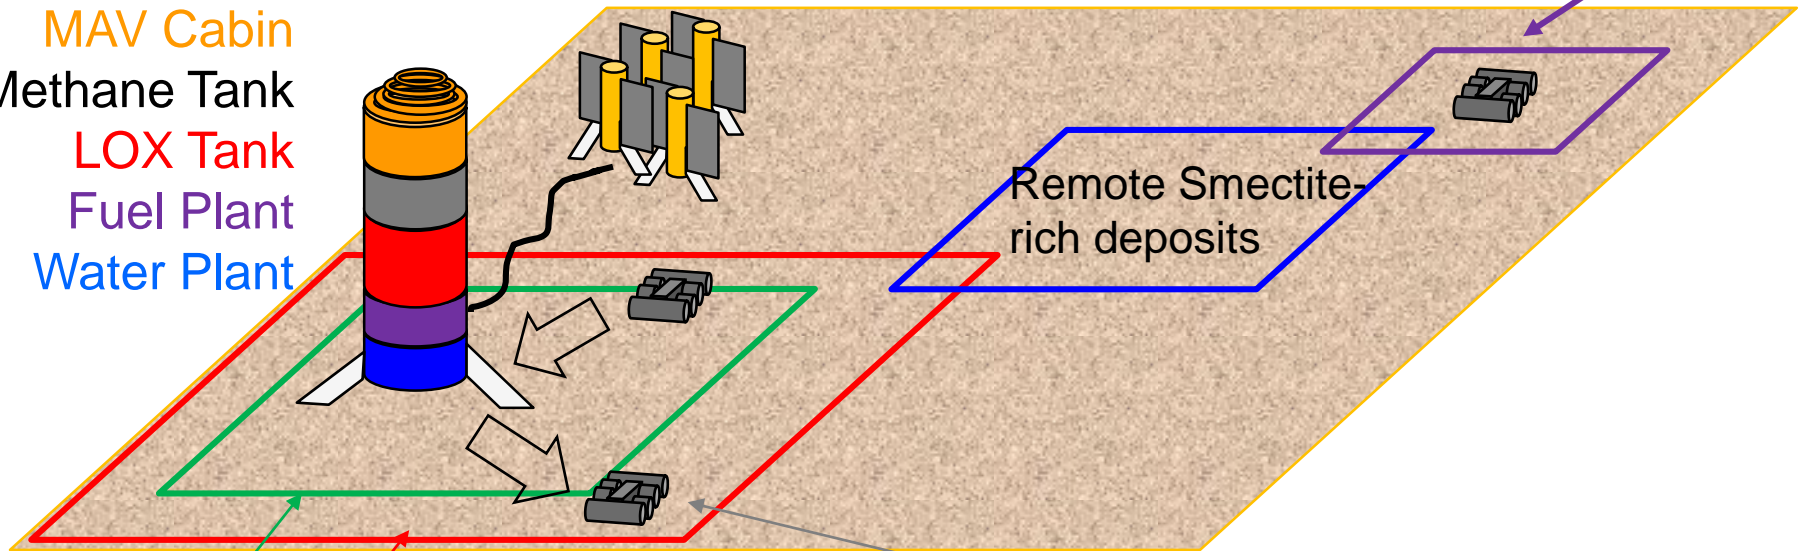 MAV Cabin
Methane Tank
LOX Tank
Fuel Plant
Water Plant
Remote Smectite-
rich deposits